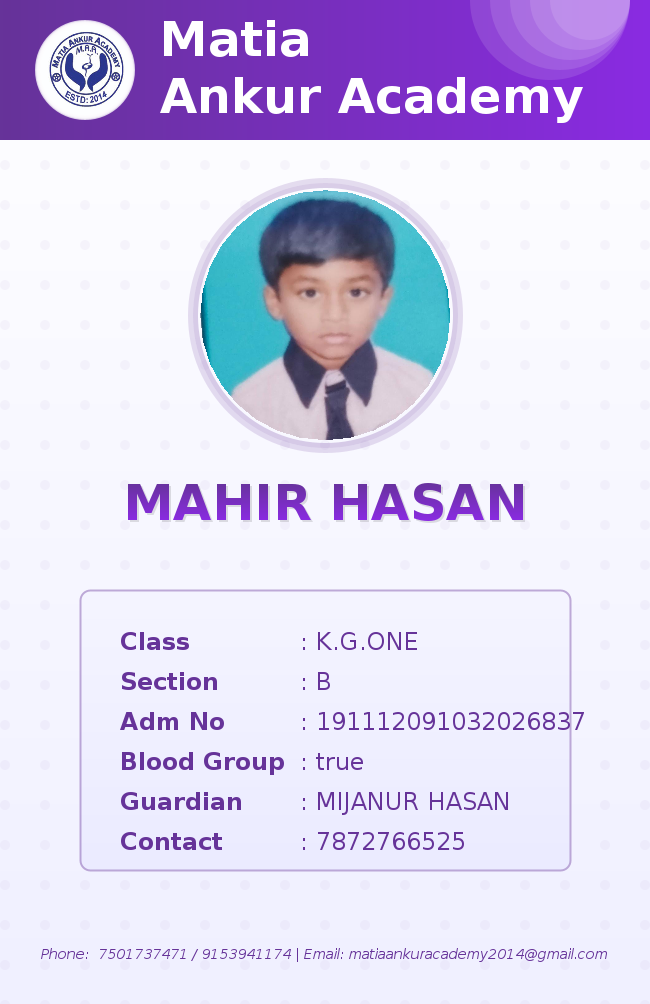 MATIA ANKUR ACADEMY
M.A.A.
ESTD: 2014
Matia
Ankur Academy
MAHIR HASAN
Class : K.G.ONE
Section : B
Adm No : 191112091032026837
Blood Group : true
Guardian : MIJANUR HASAN
Contact : 7872766525
Phone: 7501737471 / 9153941174 | Email: matiaankuracademy2014@gmail.com